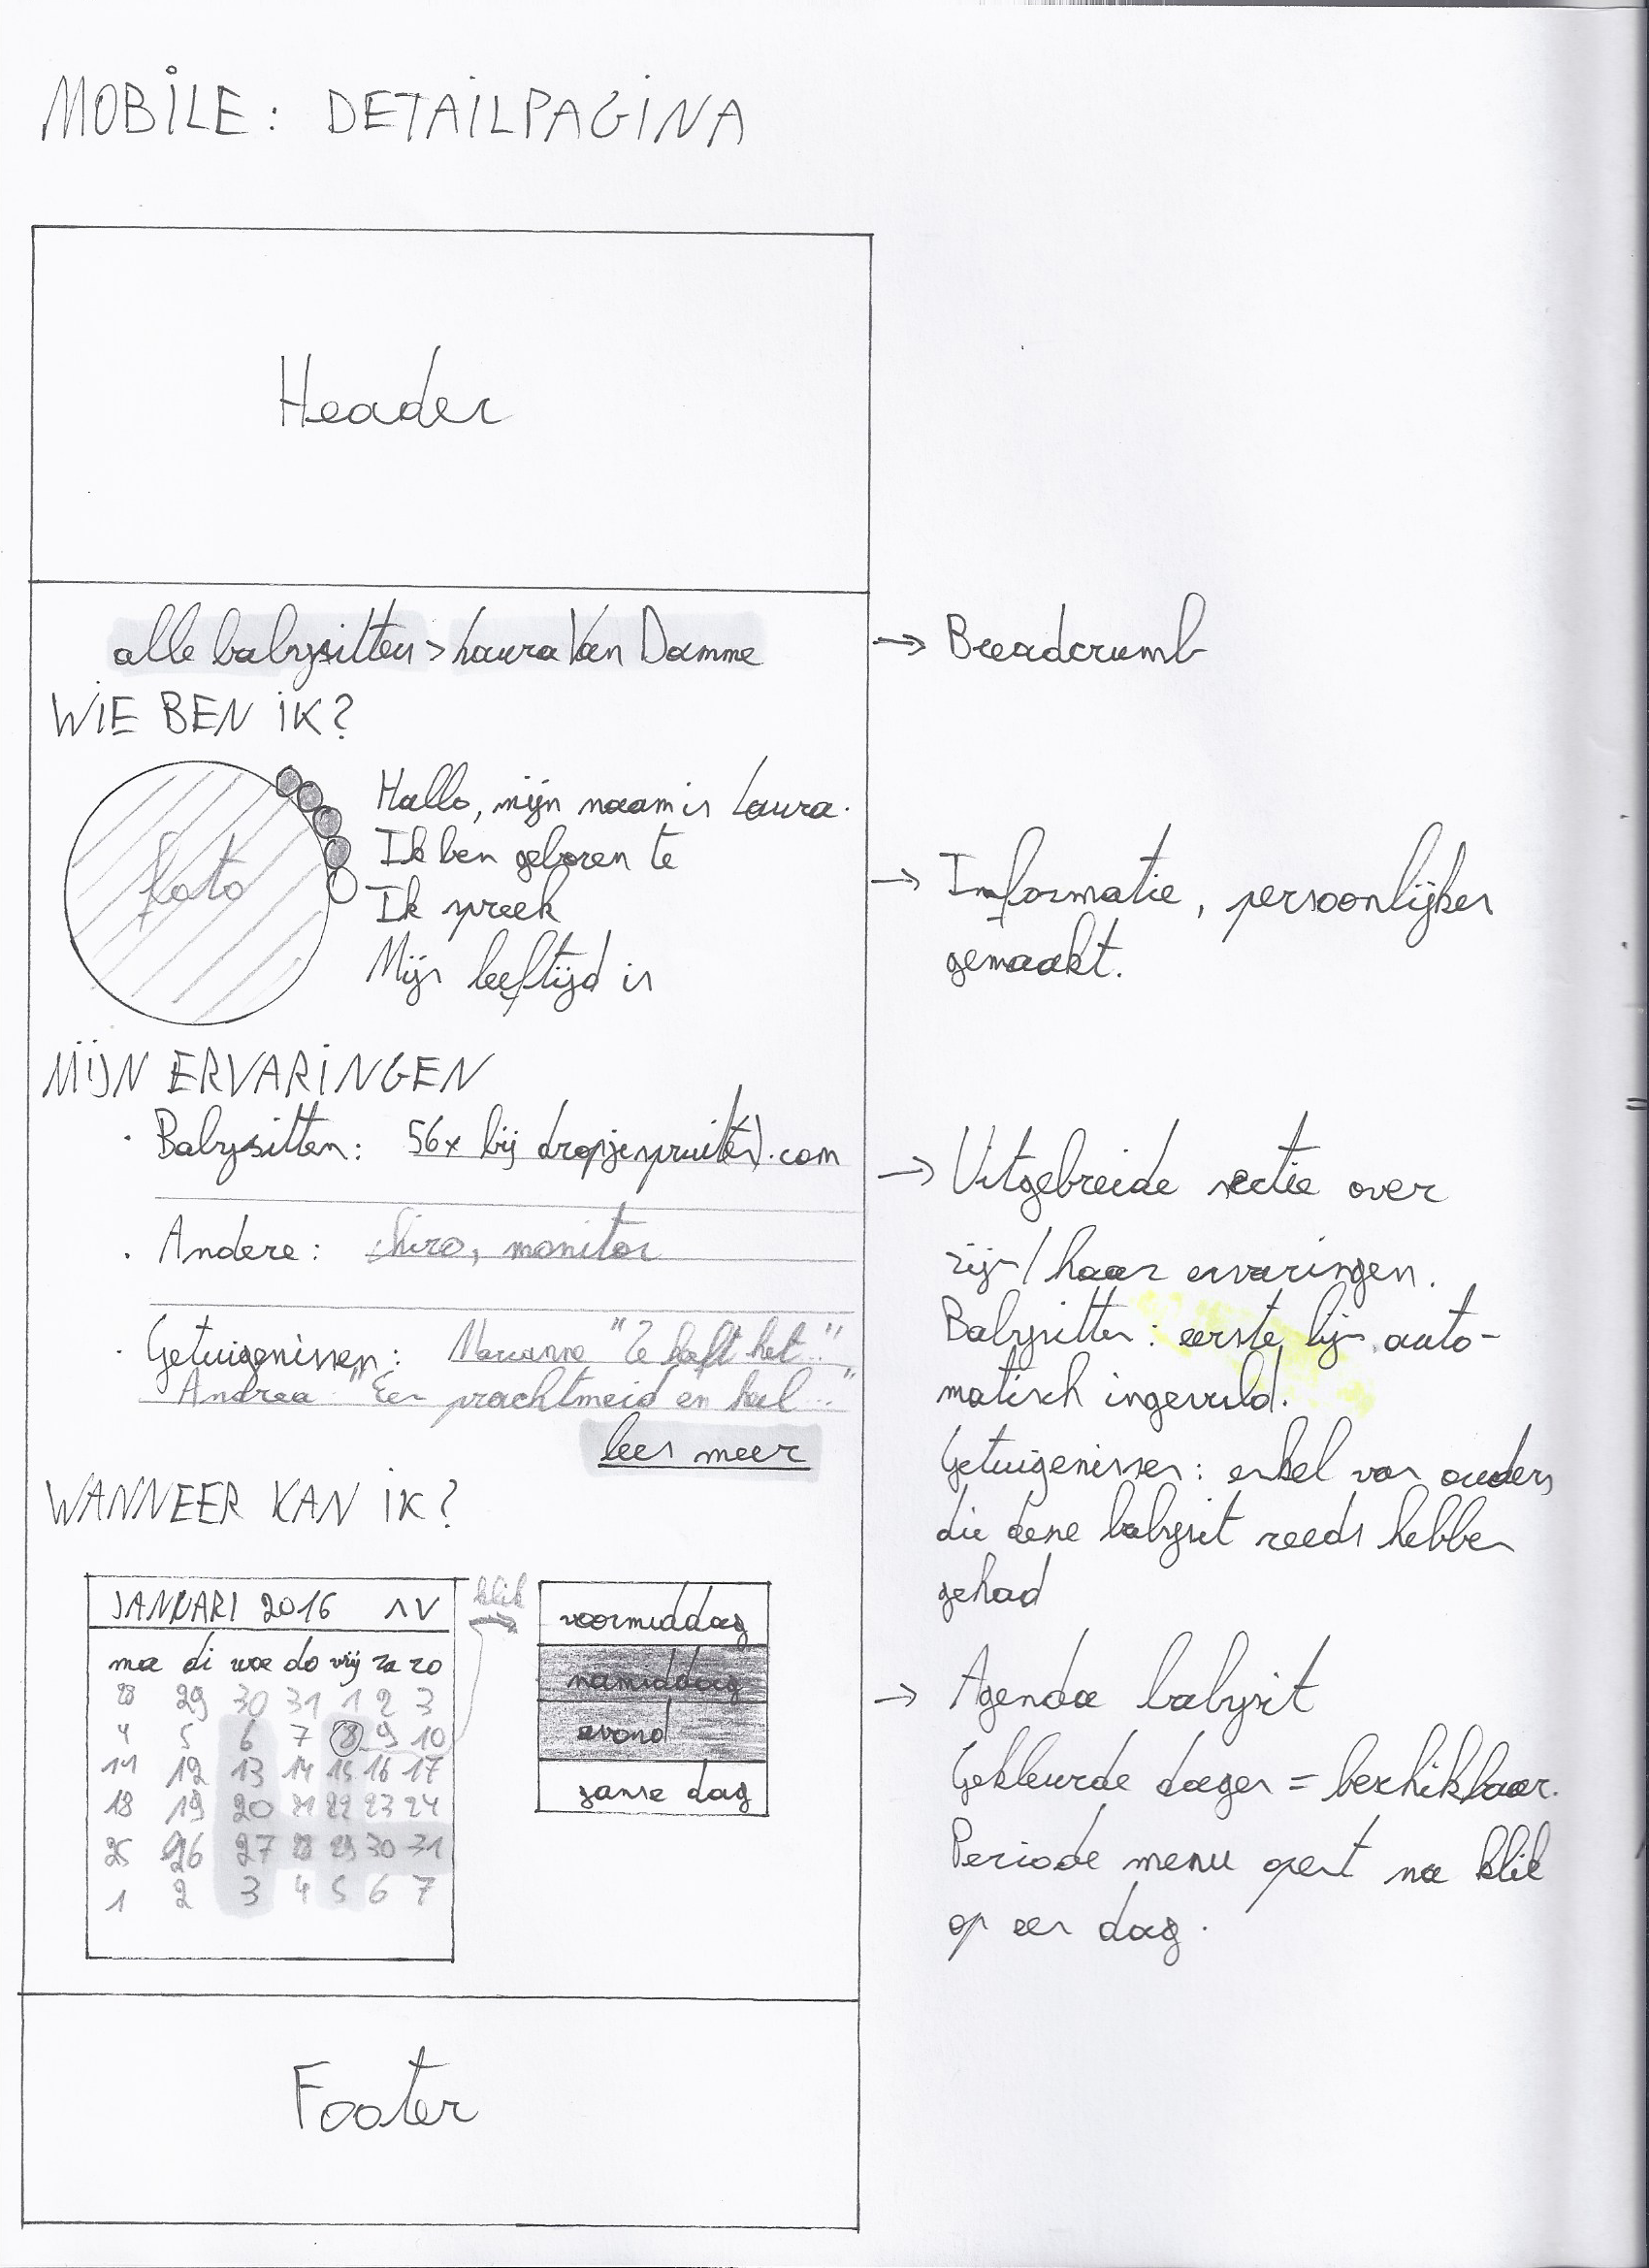 MOBILE: DETAILPAGINA
Header
alle babysitters > Laura Van Damme
→ Breadcrumb
WIE BEN IK?
foto
Hallo, mijn naam is Laura.
Ik ben geboren te
Ik spreek
Mijn leeftijd is
→ Informatie, persoonlijker
gemaakt.
MIJN ERVARINGEN
· Babysitten: 56x bij dropjespruit(s).com
· Andere: chiro, monitor
· Getuigenissen: Marianne "Ze heeft het..."
Andrea "Een prachtmeid en heel..."
lees meer
→ Uitgebreide sectie over
zijn/haar ervaringen.
Babysitten: eerste lijn auto-
matisch ingevuld.
Getuigenissen: enkel van ouders
die deze babysit reeds hebben
gehad
WANNEER KAN IK?
JANUARI 2016 ∧ ∨
ma di woe do vrij za zo
28 29 30 31 1 2 3
4 5 6 7 8 9 10
11 12 13 14 15 16 17
18 19 20 21 22 23 24
25 26 27 28 29 30 31
1 2 3 4 5 6 7
klik
voormiddag
namiddag
avond
ganse dag
→ Agenda babysit
Gekleurde dagen = beschikbaar.
Periode menu opent na klik
op een dag.
Footer